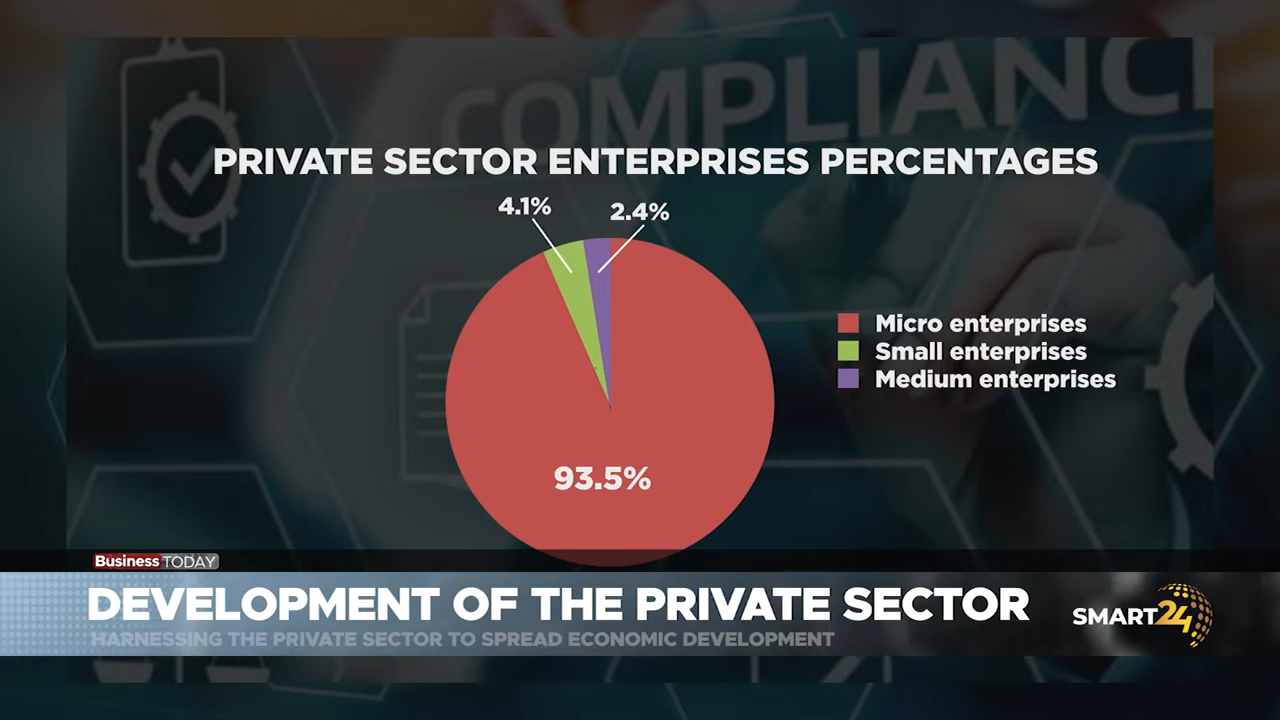 COMPLIANC
PRIVATE SECTOR ENTERPRISES PERCENTAGES
4.1%
2.4%
Micro enterprises
Small enterprises
Medium enterprises
93.5%
Business TODAY
DEVELOPMENT OF THE PRIVATE SECTOR
HARNESSING THE PRIVATE SECTOR TO SPREAD ECONOMIC DEVELOPMENT
SMART24